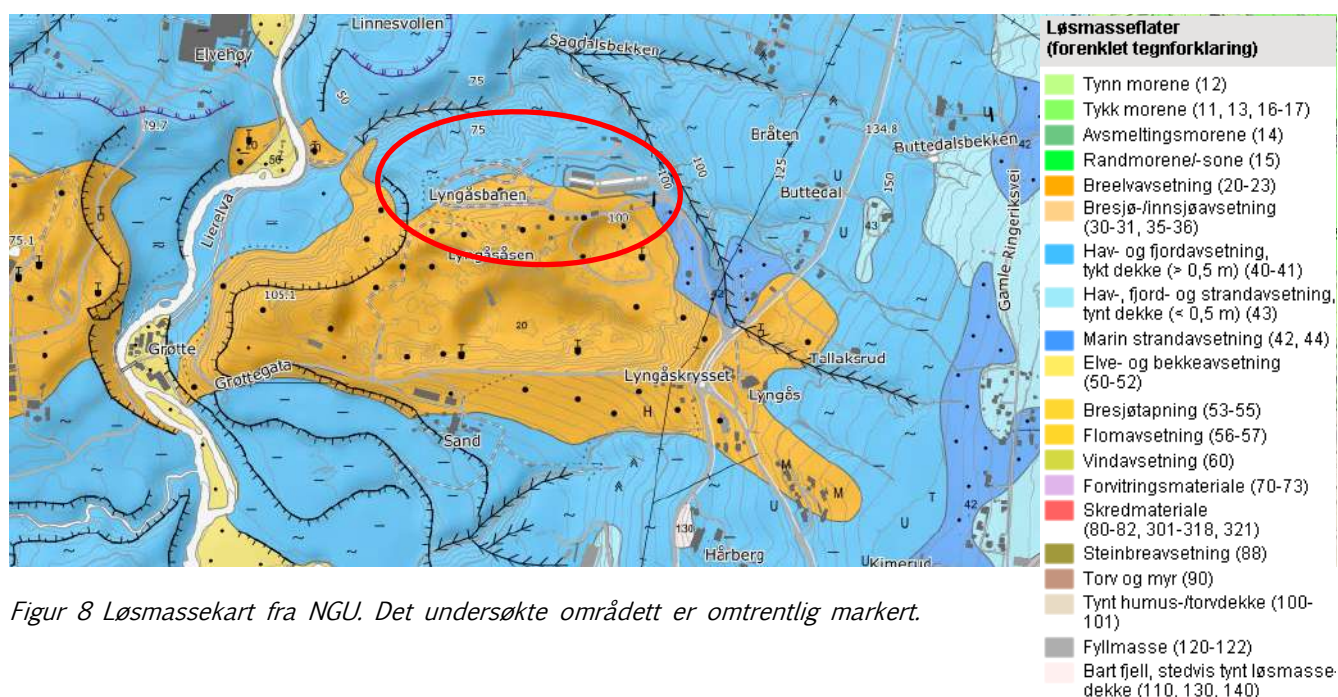 Linnesvollen
Elvehøy
Sagdalsbekken
75
50
79.7
75
Bråten
134.8
Buttedalsbekken
42
Lierelva
50
20
Lyngåsbanen
100
100
125
Buttedal
U
150
43
100
U
U
Gamle Ringeriksvei
75.1
Lyngåsåsen
105.1
20
Grøtte
Tallaksrud
Grøttegata
Lyngåskrysset
Lyngås
H
Sand
M
M
U
T
42
U
130
Hårberg
Kimerud
Løsmasseflater
(forenklet tegnforklaring)
Tynn morene (12)
Tykk morene (11, 13, 16-17)
Avsmeltingsmorene (14)
Randmorene/-sone (15)
Breelvavsetning (20-23)
Bresjø-/innsjøavsetning
(30-31, 35-36)
Hav- og fjordavsetning,
tykt dekke (> 0,5 m) (40-41)
Hav-, fjord- og strandavsetning,
tynt dekke (< 0,5 m) (43)
Marin strandavsetning (42, 44)
Elve- og bekkeavsetning
(50-52)
Bresjøtapning (53-55)
Flomavsetning (56-57)
Vindavsetning (60)
Forvitringsmateriale (70-73)
Skredmateriale
(80-82, 301-318, 321)
Steinbreavsetning (88)
Torv og myr (90)
Tynt humus-/torvdekke (100-
101)
Fyllmasse (120-122)
Bart fjell, stedvis tynt løsmasse-
dekke (110, 130, 140)
Figur 8 Løsmassekart fra NGU. Det undersøkte områdett er omtrentlig markert.